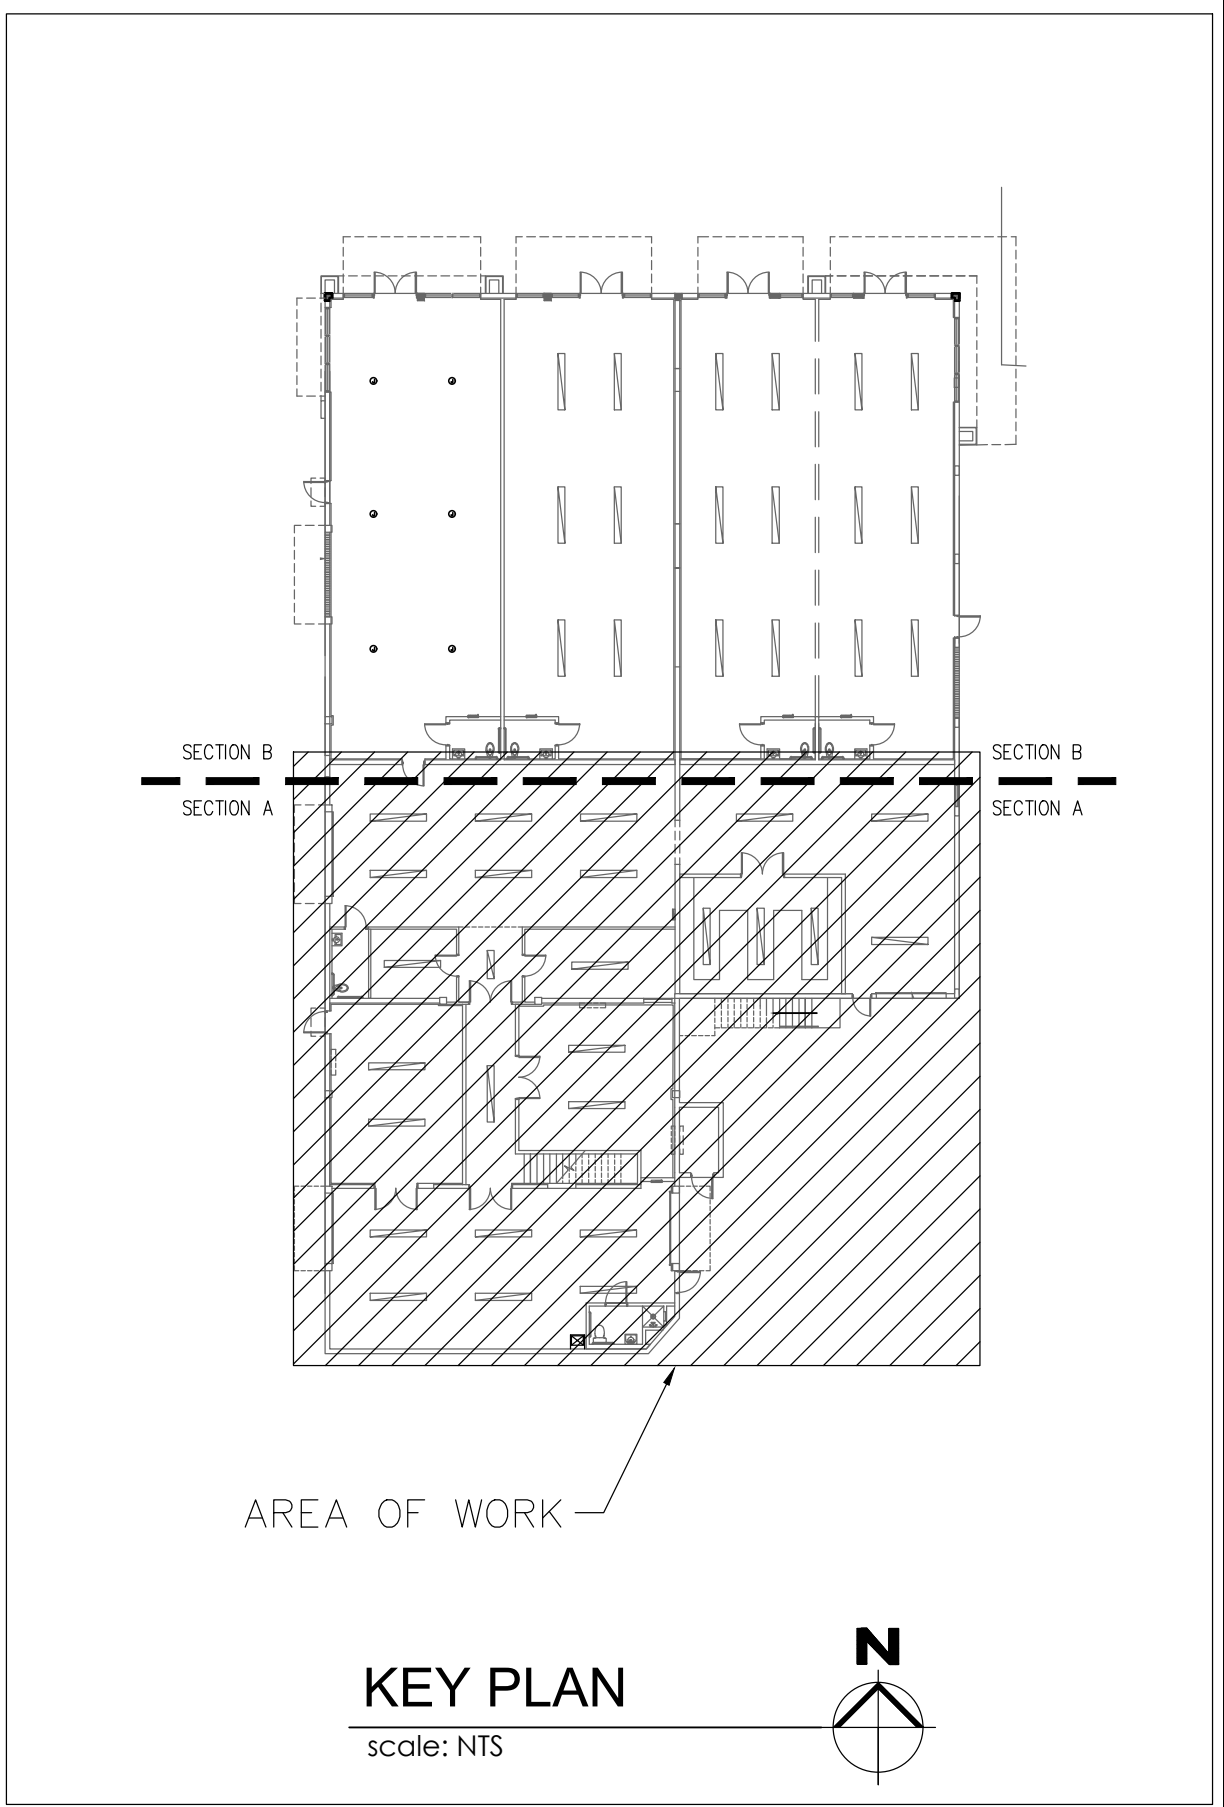 SECTION B
SECTION B
SECTION A
SECTION A
AREA OF WORK
N
KEY PLAN
scale: NTS